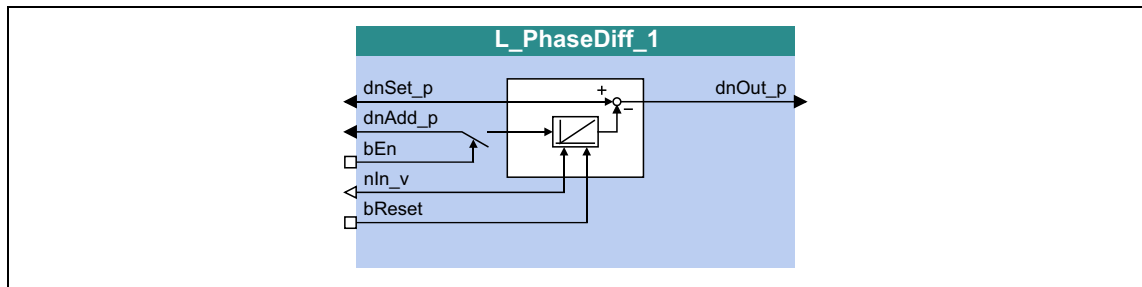 L_PhaseDiff_1
dnSet_p
+
dnOut_p
−
dnAdd_p
bEn
nIn_v
bReset